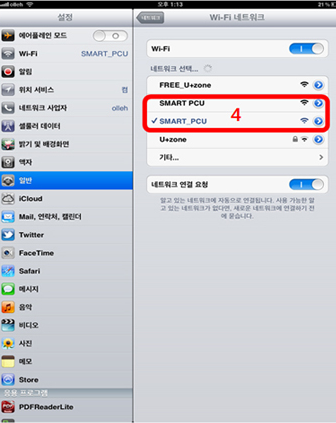 olleh
오후 1:13
21%
설정
네트워크
Wi-Fi 네트워크
에어플레인 모드
Wi-Fi SMART_PCU
알림
위치 서비스 켬
네트워크 사업자 olleh
셀룰러 데이터
밝기 및 배경화면
액자
일반
iCloud
Mail, 연락처, 캘린더
Twitter
FaceTime
Safari
메시지
음악
비디오
사진
메모
Store
응용 프로그램
PDFReaderLite
Wi-Fi
네트워크 선택...
FREE_U+zone
SMART PCU
4
✓ SMART_PCU
U+zone
기타...
네트워크 연결 요청
알고 있는 네트워크에 자동으로 연결됩니다. 사용 가능한 알
고 있는 네트워크가 없다면, 새로운 네트워크에 연결하기 전
에 묻습니다.